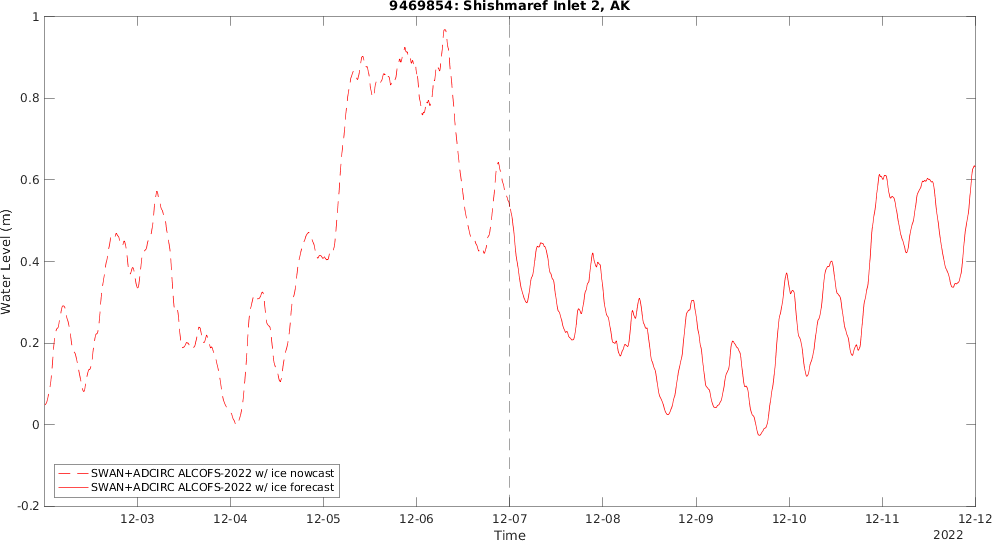 9469854: Shishmaref Inlet 2, AK
Water Level (m)
1
0.8
0.6
0.4
0.2
0
-0.2
SWAN+ADCIRC ALCOFS-2022 w/ ice nowcast
SWAN+ADCIRC ALCOFS-2022 w/ ice forecast
12-03 12-04 12-05 12-06 12-07 12-08 12-09 12-10 12-11 12-12
Time
2022